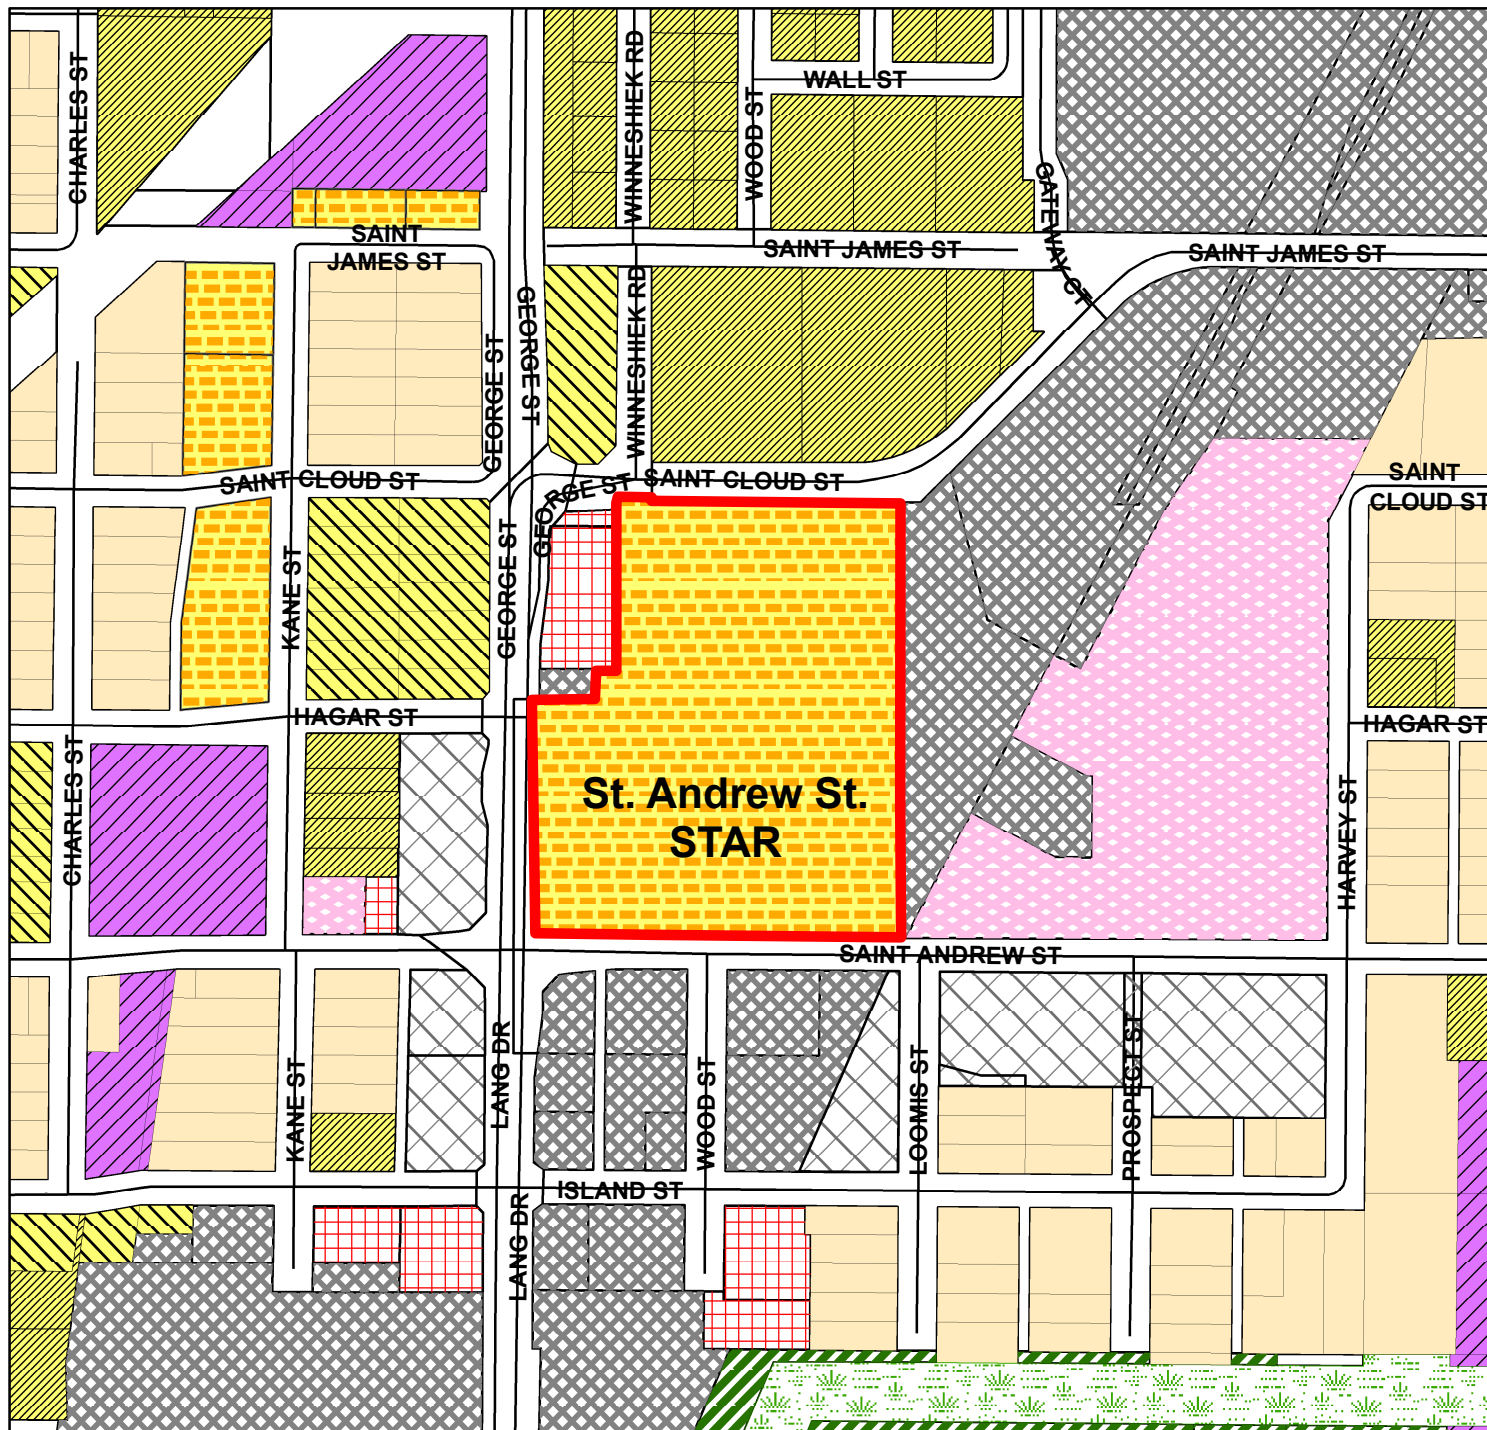 CHARLES ST
WINNESHIEK RD
WOOD ST
WALL ST
GATEWAY CT
SAINT
JAMES ST
SAINT JAMES ST
SAINT JAMES ST
GEORGE ST
GEORGE ST
WINNESHIEK RD
SAINT CLOUD ST
GEORGE ST
SAINT CLOUD ST
SAINT
CLOUD ST
KANE ST
GEORGE ST
HAGAR ST
HAGAR ST
CHARLES ST
St. Andrew St.
STAR
HARVEY ST
SAINT ANDREW ST
KANE ST
LANG DR
WOOD ST
LOOMIS ST
PROSPECT ST
ISLAND ST
LANG DR